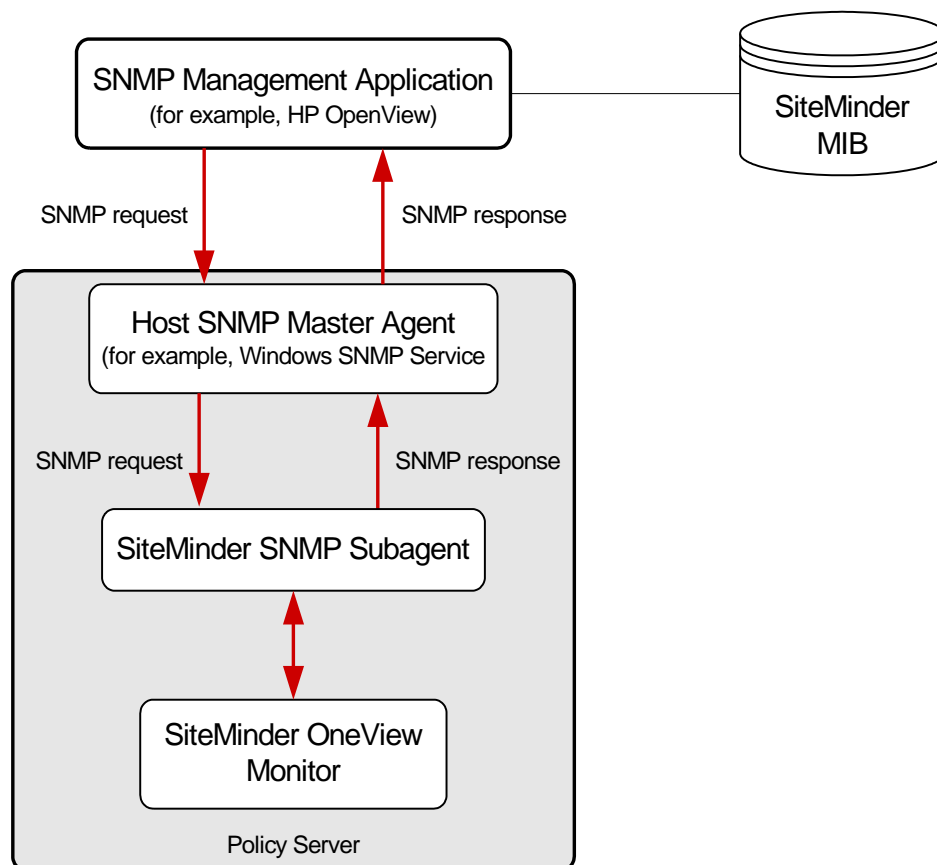 SNMP Management Application
(for example, HP OpenView)
SiteMinder
MIB
SNMP request
SNMP response
Host SNMP Master Agent
(for example, Windows SNMP Service
SNMP request
SNMP response
SiteMinder SNMP Subagent
SiteMinder OneView
Monitor
Policy Server